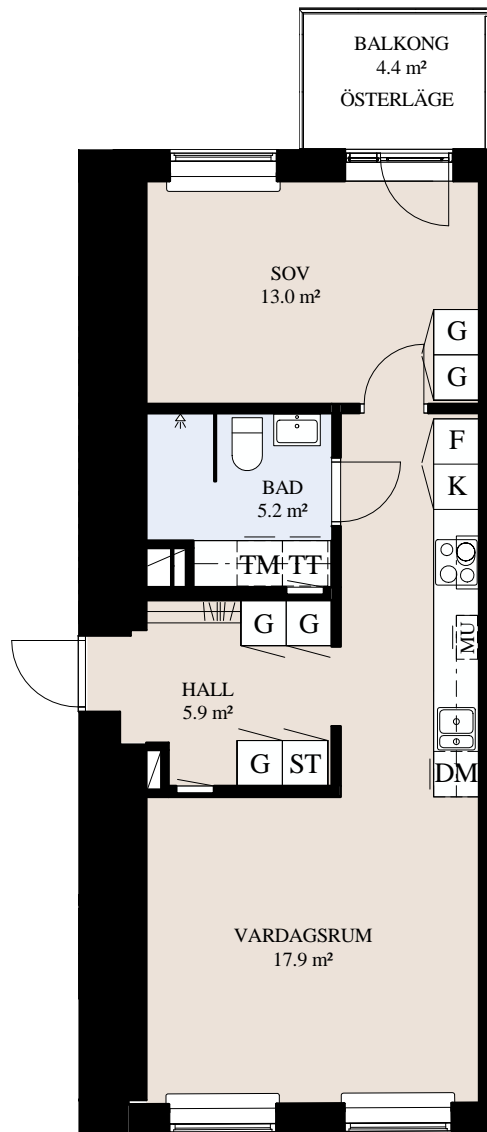 BALKONG
4.4 m²
ÖSTERLÄGE
SOV
13.0 m²
G
G
F
K
BAD
5.2 m²
TM TT
G G
MU
HALL
5.9 m²
G ST
DM
VARDAGSRUM
17.9 m²